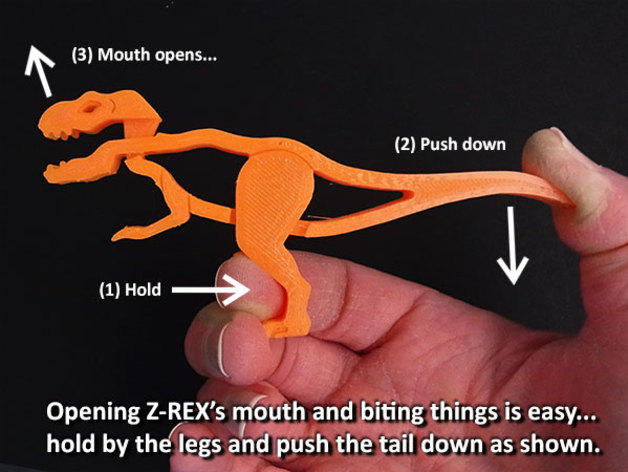 (3) Mouth opens...
(2) Push down
(1) Hold
Opening Z-REX's mouth and biting things is easy...
hold by the legs and push the tail down as shown.